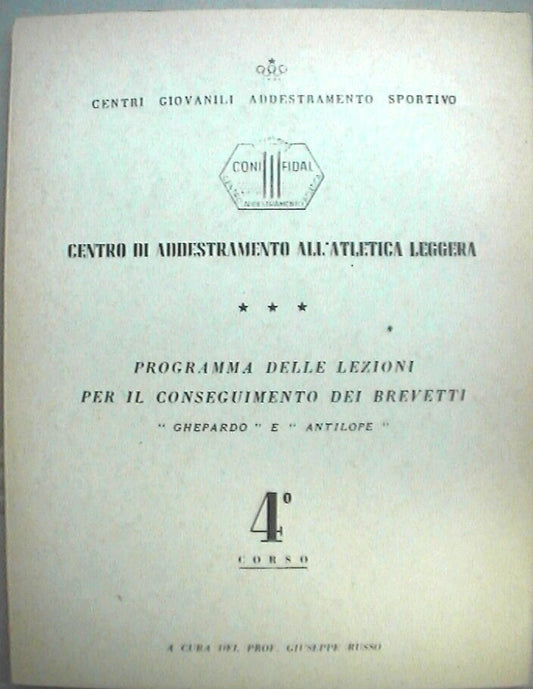 CENTRI GIOVANILI ADDESTRAMENTO SPORTIVO
CONI FIDAL
CENTRO DI ADDESTRAMENTO ALL'ATLETICA LEGGERA
PROGRAMMA DELLE LEZIONI
PER IL CONSEGUIMENTO DEI BREVETTI
" GHEPARDO " E " ANTILOPE "
4º
CORSO
A CURA DEL PROF. GIUSEPPE RUSSO